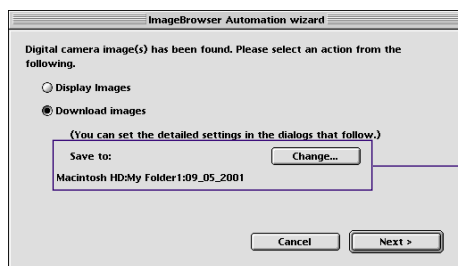 ImageBrowser Automation wizard
Digital camera image(s) has been found. Please select an action from the
following.
Display Images
Download images
(You can set the detailed settings in the dialogs that follow.)
Save to:
Change...
Macintosh HD:My Folder1:09_05_2001
Cancel
Next >